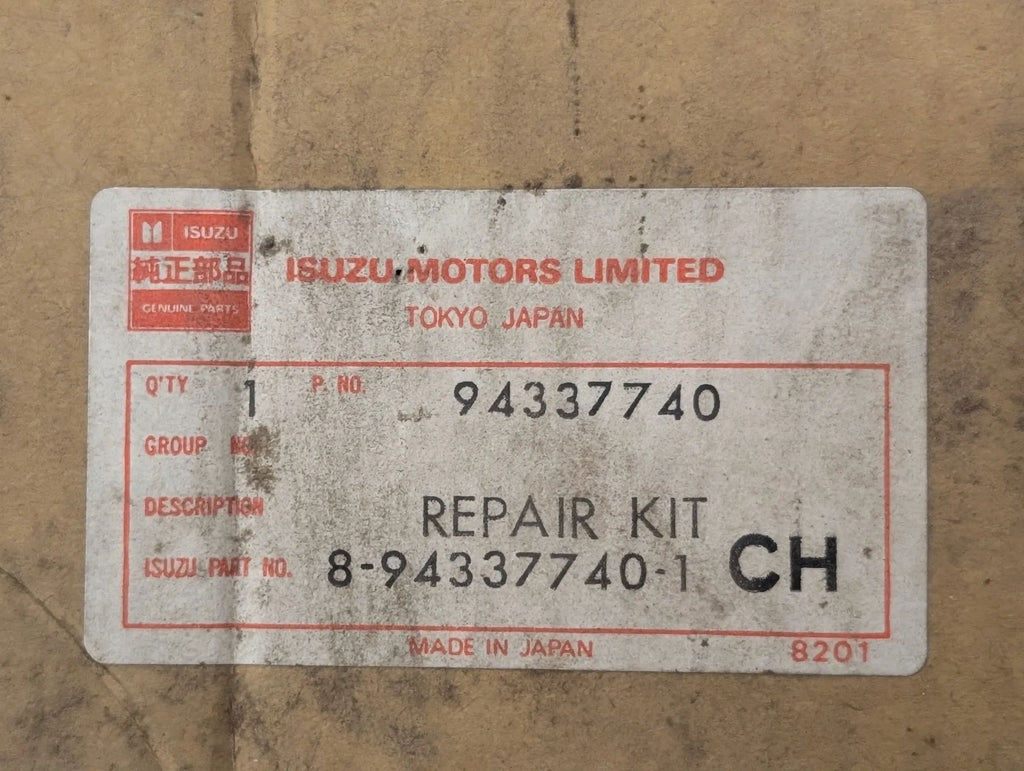 ISUZU
純正部品
GENUINE PARTS
ISUZU MOTORS LIMITED
TOKYO JAPAN
Q'TY 1 P. NO. 94337740
GROUP NO.
DESCRIPTION REPAIR KIT
ISUZU PART NO. 8-94337740-1 CH
MADE IN JAPAN 8201